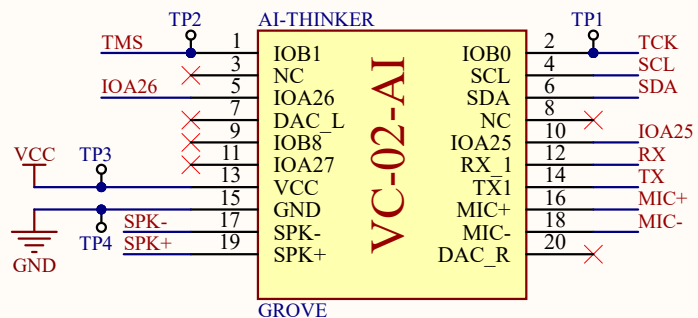 TP2 AI-THINKER TP1
TMS 1 IOB1 IOB0 2 TCK
3 NC SCL 4 SCL
IOA26 5 IOA26 SDA 6 SDA
7 DAC_L NC 8
9 IOB8 IOA25 10 IOA25
VCC TP3 11 IOA27 RX_1 12 RX
13 VCC TX1 14 TX
15 GND MIC+ 16 MIC+
SPK- 17 SPK- MIC- 18 MIC-
TP4 SPK+ 19 SPK+ DAC_R 20
GND
VC-02-AI
GROVE